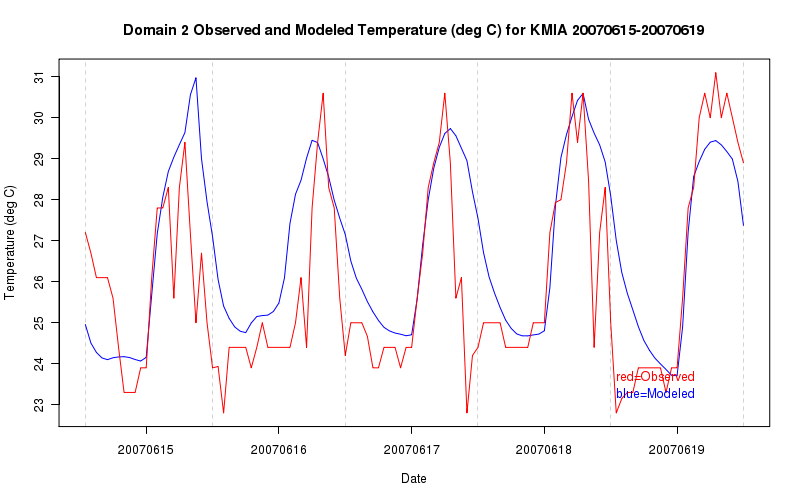 Domain 2 Observed and Modeled Temperature (deg C) for KMIA 20070615-20070619
Temperature (deg C)
31
30
29
28
27
26
25
24
23
red=Observed
blue=Modeled
20070615
20070616
20070617
20070618
20070619
Date